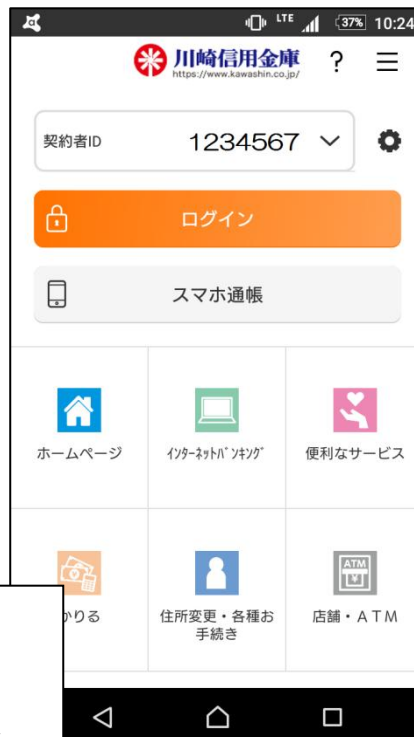 LTE 37% 10:24
川崎信用金庫 ?
https://www.kawashin.co.jp/
契約者ID 1234567
ログイン
スマホ通帳
ホームページ ｲﾝﾀｰﾈｯﾄﾊﾞﾝｷﾝｸﾞ 便利なサービス
ATM
かりる 住所変更・各種お 店舗・ＡＴＭ
手続き